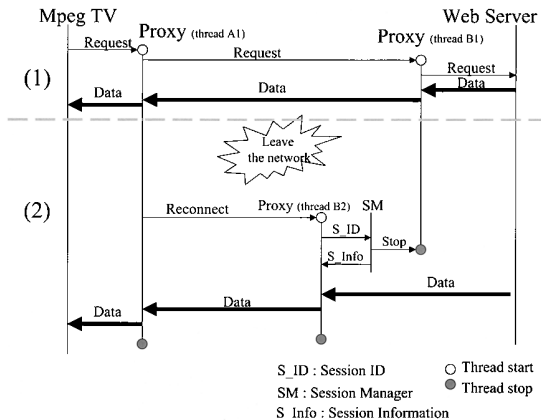 Mpeg TV
Web Server
Proxy (thread A1)
Proxy (thread B1)
Request
Request
Request
(1)
Data
Data
Data
Leave
the network
(2)
Reconnect
Proxy (thread B2)
SM
S_ID
Stop
S_Info
Data
Data
Data
S_ID : Session ID
Thread start
SM : Session Manager
Thread stop
S_Info : Session Information